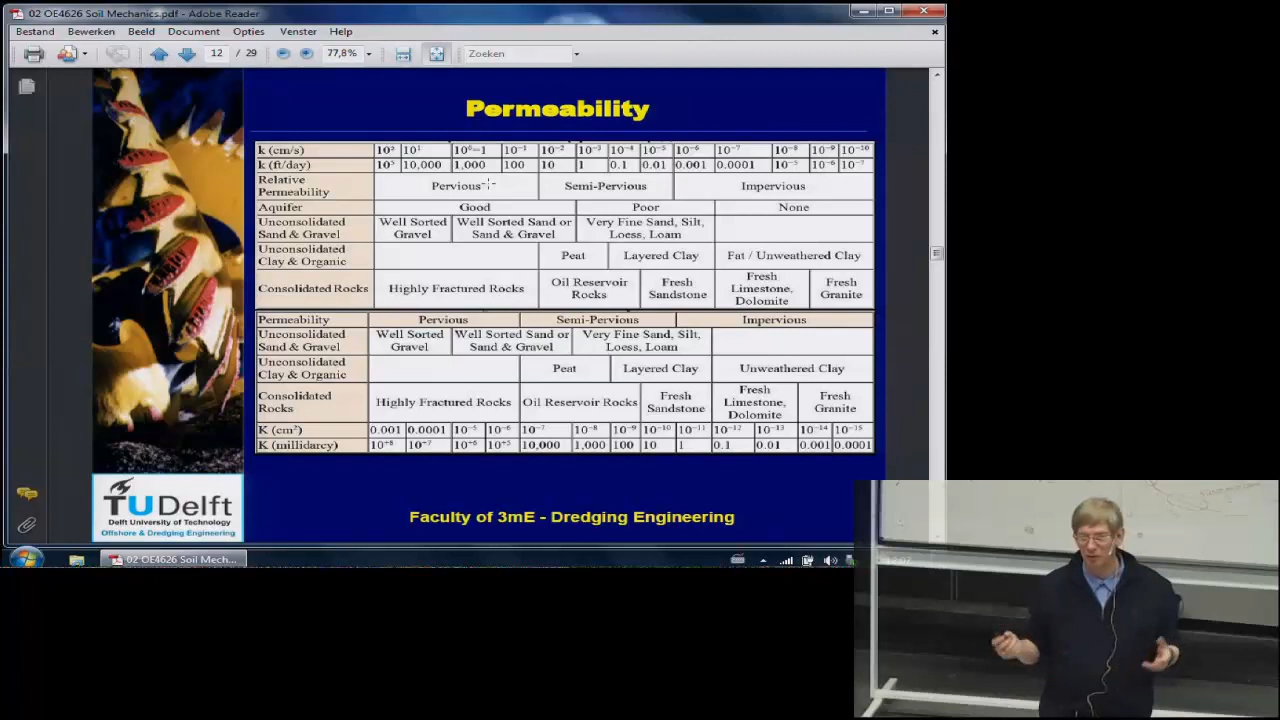 02 OE4626 Soil Mechanics.pdf - Adobe Reader
Bestand Bewerken Beeld Document Opties Venster Help
12 / 29 77,8% Zoeken
Permeability
k (cm/s) 10² 10¹ 10⁰=1 10⁻¹ 10⁻² 10⁻³ 10⁻⁴ 10⁻⁵ 10⁻⁶ 10⁻⁷ 10⁻⁸ 10⁻⁹ 10⁻¹⁰
k (ft/day) 10⁵ 10,000 1,000 100 10 1 0.1 0.01 0.001 0.0001 10⁻⁵ 10⁻⁶ 10⁻⁷
Relative Permeability Pervious Semi-Pervious Impervious
Aquifer Good Poor None
Unconsolidated Sand & Gravel Well Sorted Gravel Well Sorted Sand or Sand & Gravel Very Fine Sand, Silt, Loess, Loam
Unconsolidated Clay & Organic Peat Layered Clay Fat / Unweathered Clay
Consolidated Rocks Highly Fractured Rocks Oil Reservoir Rocks Fresh Sandstone Fresh Limestone, Dolomite Fresh Granite
Permeability Pervious Semi-Pervious Impervious
Unconsolidated Sand & Gravel Well Sorted Gravel Well Sorted Sand or Sand & Gravel Very Fine Sand, Silt, Loess, Loam
Unconsolidated Clay & Organic Peat Layered Clay Unweathered Clay
Consolidated Rocks Highly Fractured Rocks Oil Reservoir Rocks Fresh Sandstone Fresh Limestone, Dolomite Fresh Granite
K (cm²) 0.001 0.0001 10⁻⁵ 10⁻⁶ 10⁻⁷ 10⁻⁸ 10⁻⁹ 10⁻¹⁰ 10⁻¹¹ 10⁻¹² 10⁻¹³ 10⁻¹⁴ 10⁻¹⁵
K (millidarcy) 10⁺⁸ 10⁺⁷ 10⁺⁶ 10⁺⁵ 10,000 1,000 100 10 1 0.1 0.01 0.001 0.0001
TU Delft
Delft University of Technology
Offshore & Dredging Engineering
Faculty of 3mE - Dredging Engineering
02 OE4626 Soil Mech...